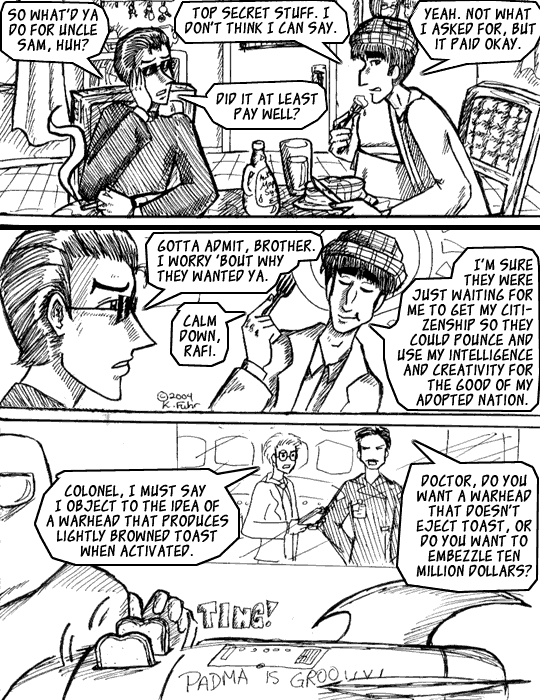 SO WHAT'D YA
DO FOR UNCLE
SAM, HUH?
TOP SECRET STUFF. I
DON'T THINK I CAN SAY.
DID IT AT LEAST
PAY WELL?
YEAH. NOT WHAT
I ASKED FOR, BUT
IT PAID OKAY.
GOTTA ADMIT, BROTHER.
I WORRY 'BOUT WHY
THEY WANTED YA.
CALM
DOWN,
RAFI.
I'M SURE
THEY WERE
JUST WAITING FOR
ME TO GET MY CITI-
ZENSHIP SO THEY
COULD POUNCE AND
USE MY INTELLIGENCE
AND CREATIVITY FOR
THE GOOD OF MY
ADOPTED NATION.
©2004
K. Fuhr
COLONEL, I MUST SAY
I OBJECT TO THE IDEA OF
A WARHEAD THAT PRODUCES
LIGHTLY BROWNED TOAST
WHEN ACTIVATED.
DOCTOR, DO YOU
WANT A WARHEAD
THAT DOESN'T
EJECT TOAST, OR
DO YOU WANT TO
EMBEZZLE TEN
MILLION DOLLARS?
TING!
PADMA IS